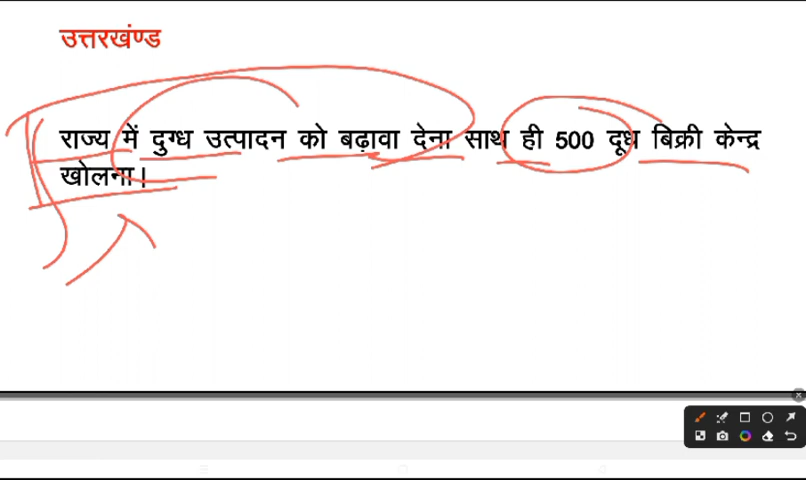 उत्तरखंण्ड
राज्य में दुग्ध उत्पादन को बढ़ावा देना साथ ही 500 दूध बिक्री केन्द्र
खोलना।